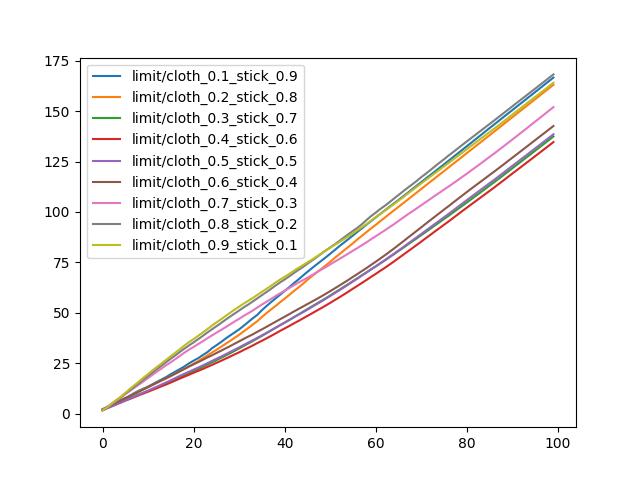 175
150
125
100
75
50
25
0
limit/cloth_0.1_stick_0.9
limit/cloth_0.2_stick_0.8
limit/cloth_0.3_stick_0.7
limit/cloth_0.4_stick_0.6
limit/cloth_0.5_stick_0.5
limit/cloth_0.6_stick_0.4
limit/cloth_0.7_stick_0.3
limit/cloth_0.8_stick_0.2
limit/cloth_0.9_stick_0.1
0 20 40 60 80 100